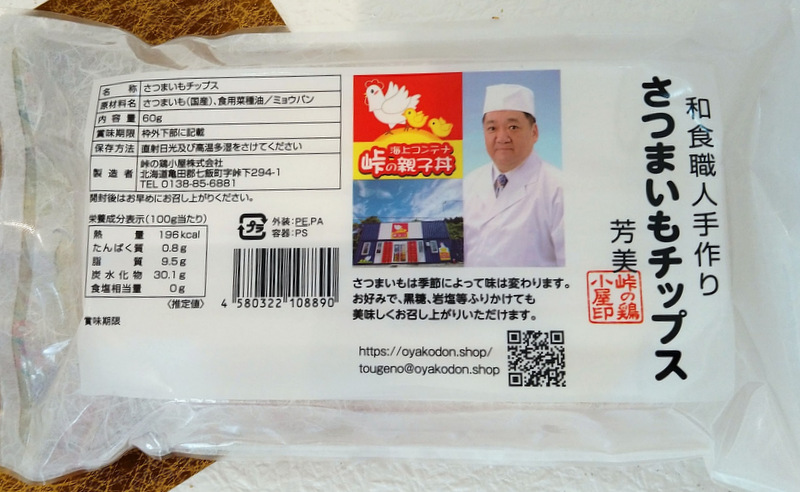 和食職人手作り
さつまいもチップス
芳美
峠の鶏
小屋印
名 称 さつまいもチップス
原材料名 さつまいも(国産)、食用菜種油/ミョウバン
内容量 60g
賞味期限 枠外下部に記載
保存方法 直射日光及び高温多湿をさけてください
製造者 峠の鶏小屋株式会社
北海道亀田郡七飯町字峠下294-1
TEL 0138-85-6881
開封後はお早めにお召し上がりください。
栄養成分表示(100g当たり)
熱 量 196kcal
たんぱく質 0.8g
脂 質 9.5g
炭水化物 30.1g
食塩相当量 0g
〈推定値〉
賞味期限
プラ
外装:PE,PA
容器:PS
4 580322 108890
海上コンテナ
峠の親子丼
さつまいもは季節によって味は変わります。
お好みで、黒糖、岩塩等ふりかけても
美味しくお召し上がりいただけます。
https://oyakodon.shop/
tougeno@oyakodon.shop